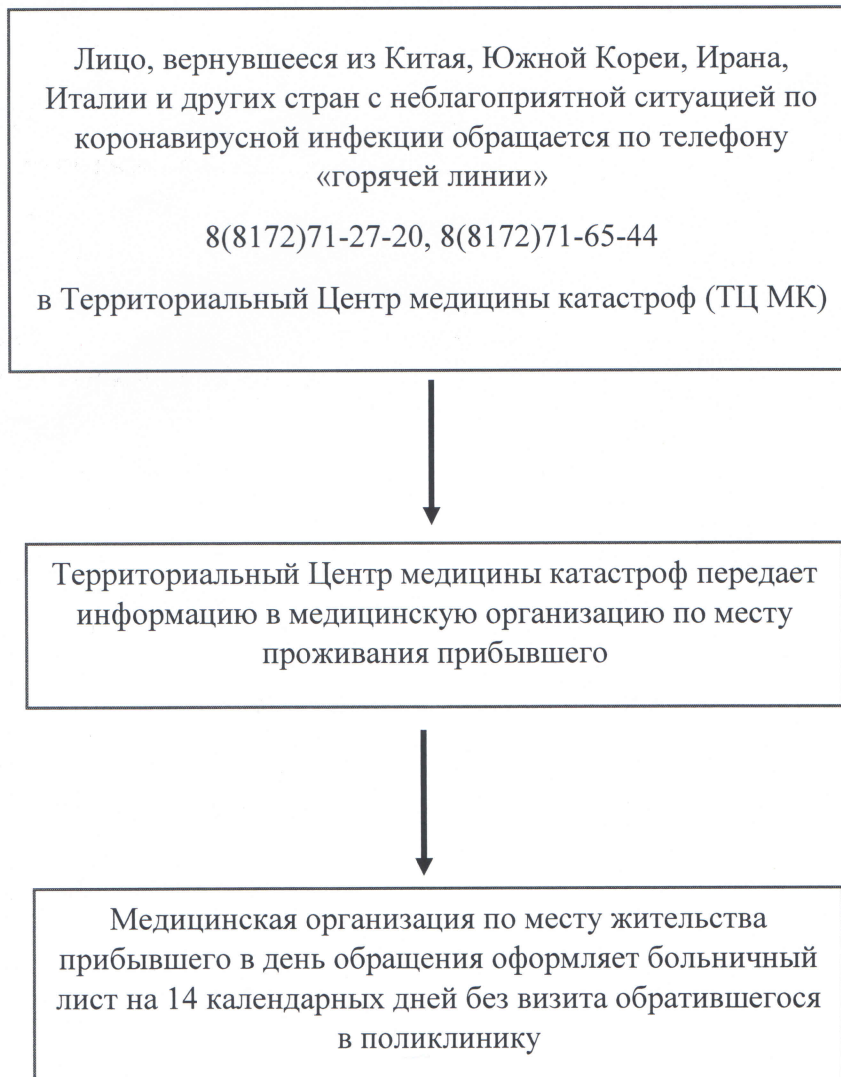 Лицо, вернувшееся из Китая, Южной Кореи, Ирана,
Италии и других стран с неблагоприятной ситуацией по
коронавирусной инфекции обращается по телефону
«горячей линии»
8(8172)71-27-20, 8(8172)71-65-44
в Территориальный Центр медицины катастроф (ТЦ МК)
Территориальный Центр медицины катастроф передает
информацию в медицинскую организацию по месту
проживания прибывшего
Медицинская организация по месту жительства
прибывшего в день обращения оформляет больничный
лист на 14 календарных дней без визита обратившегося
в поликлинику